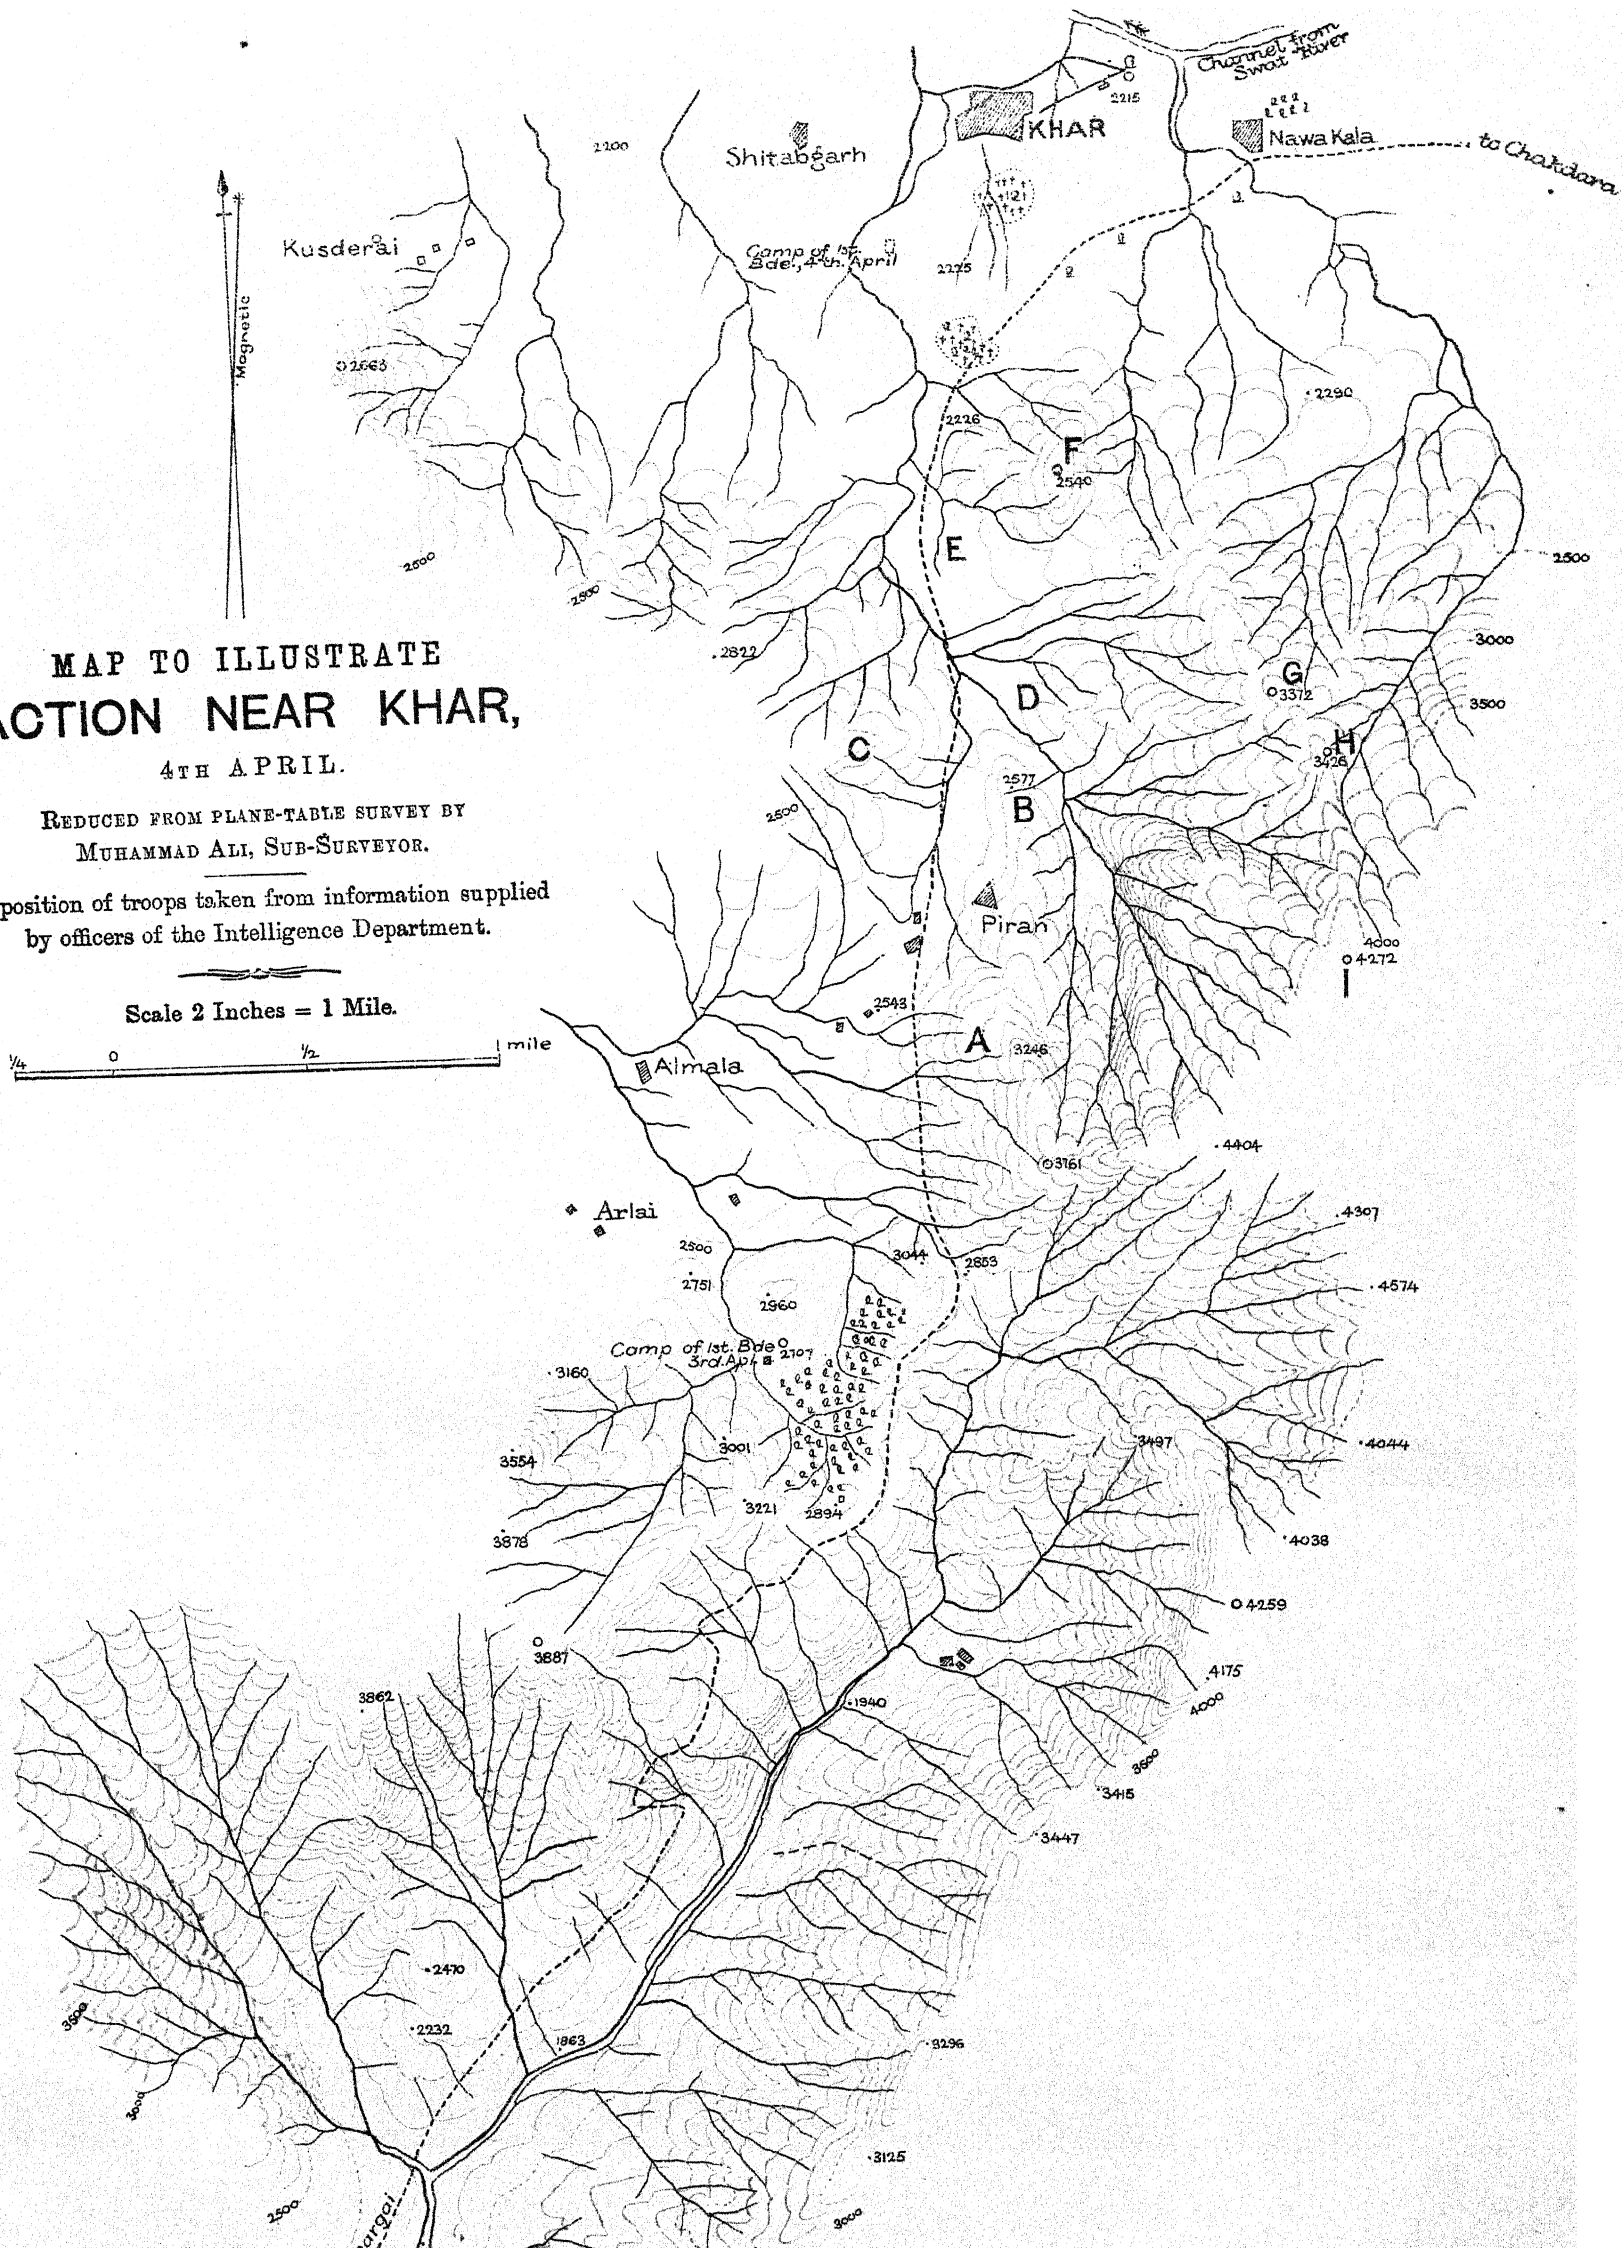 Channel from
Swat River
2215
KHAR
Nawa Kala
to Chakdara
2200
Shitabgarh
Kusderai
Camp of 1st.
Bde., 4th. April
2225
Magnetic
2663
2290
2226
F
2540
E
2500
2500
2500
MAP TO ILLUSTRATE
ACTION NEAR KHAR,
4TH APRIL.
REDUCED FROM PLANE-TABLE SURVEY BY
MUHAMMAD ALI, SUB-SURVEYOR.
position of troops taken from information supplied
by officers of the Intelligence Department.
Scale 2 Inches = 1 Mile.
1/4 0 1/2 1 mile
2822
3000
G
3372
3500
D
C
H
3426
2577
B
2500
Piran
4000
4272
I
2543
A
3246
Almala
4404
3761
Arlai
4307
2500
3044
2853
2751
2960
4574
Camp of 1st. Bde
3rd. Apl.
2707
3160
3001
3497
4044
3554
3221
2894
3878
4038
4259
3887
4175
3862
1940
4000
3500
3415
3447
2470
3500
2232
1863
3296
3000
3125
2500
3000